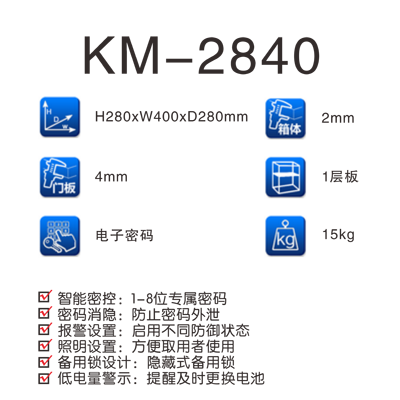 KM-2840
H280xW400xD280mm
箱体
2mm
门板
4mm
1层板
电子密码
kg
15kg
智能密控：1-8位专属密码
密码消隐：防止密码外泄
报警设置：启用不同防御状态
照明设置：方便取用者使用
备用锁设计：隐藏式备用锁
低电量警示：提醒及时更换电池